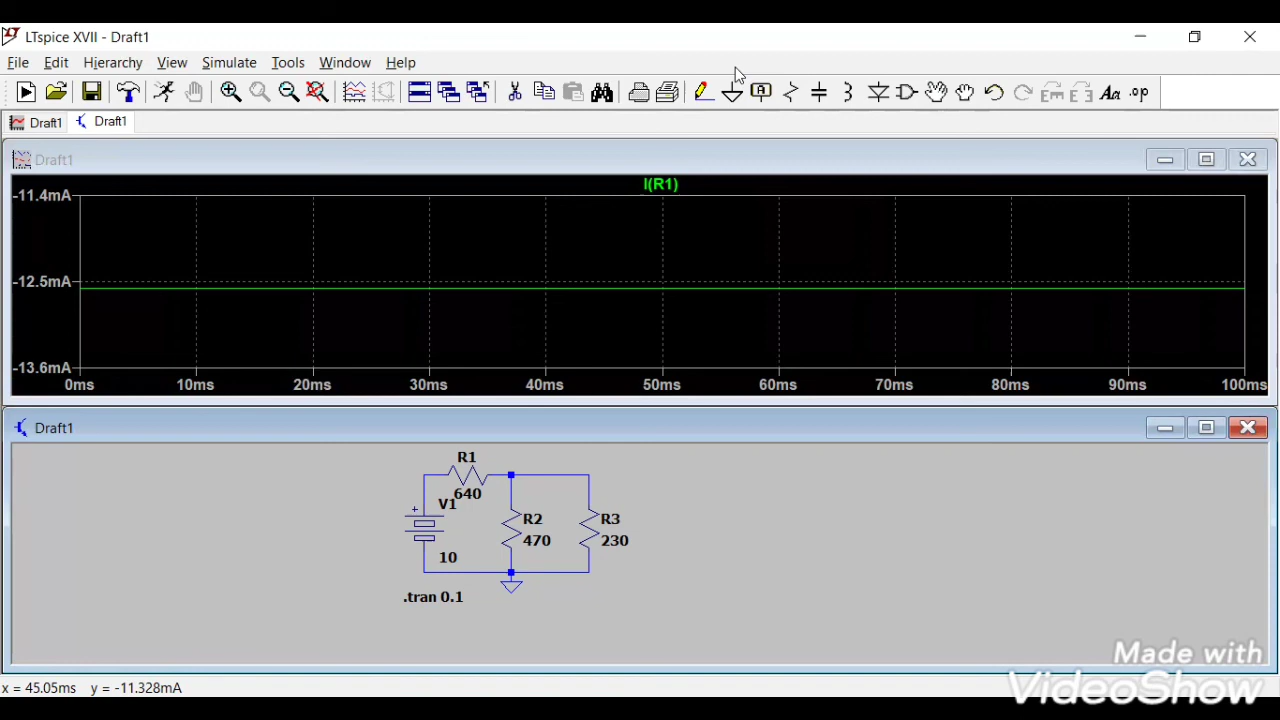 LTspice XVII - Draft1
File Edit Hierarchy View Simulate Tools Window Help
A Aa .op
Draft1 Draft1
Draft1
I(R1)
-11.4mA
-12.5mA
-13.6mA
0ms 10ms 20ms 30ms 40ms 50ms 60ms 70ms 80ms 90ms 100ms
Draft1
R1
640
V1
+
10
R2
470
R3
230
.tran 0.1
Made with
VideoShow
x = 45.05ms y = -11.328mA